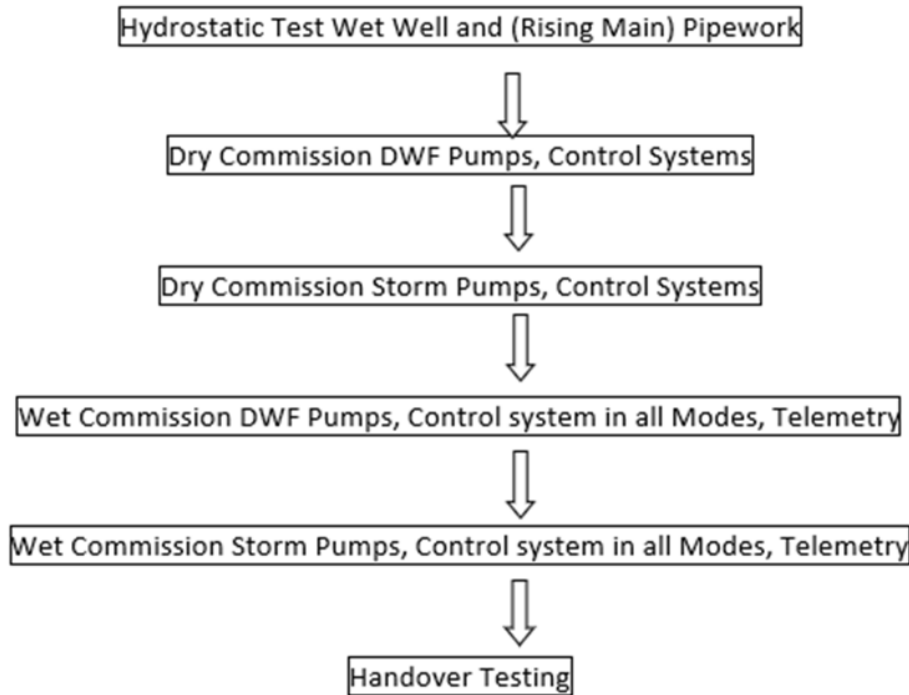 Hydrostatic Test Wet Well and (Rising Main) Pipework
Dry Commission DWF Pumps, Control Systems
Dry Commission Storm Pumps, Control Systems
Wet Commission DWF Pumps, Control system in all Modes, Telemetry
Wet Commission Storm Pumps, Control system in all Modes, Telemetry
Handover Testing